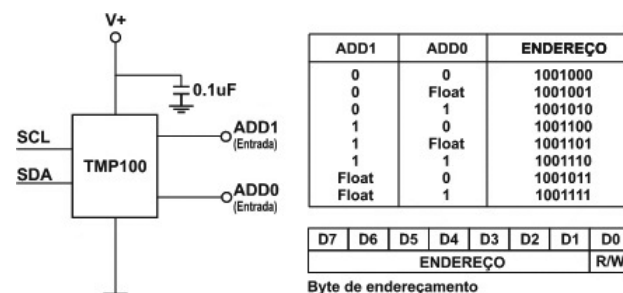 V+
0.1uF
SCL
SDA
TMP100
ADD1
(Entrada)
ADD0
(Entrada)
ADD1 ADD0 ENDEREÇO
0 0 1001000
0 Float 1001001
0 1 1001010
1 0 1001100
1 Float 1001101
1 1 1001110
Float 0 1001011
Float 1 1001111
D7 D6 D5 D4 D3 D2 D1 D0
ENDEREÇO R/W
Byte de endereçamento